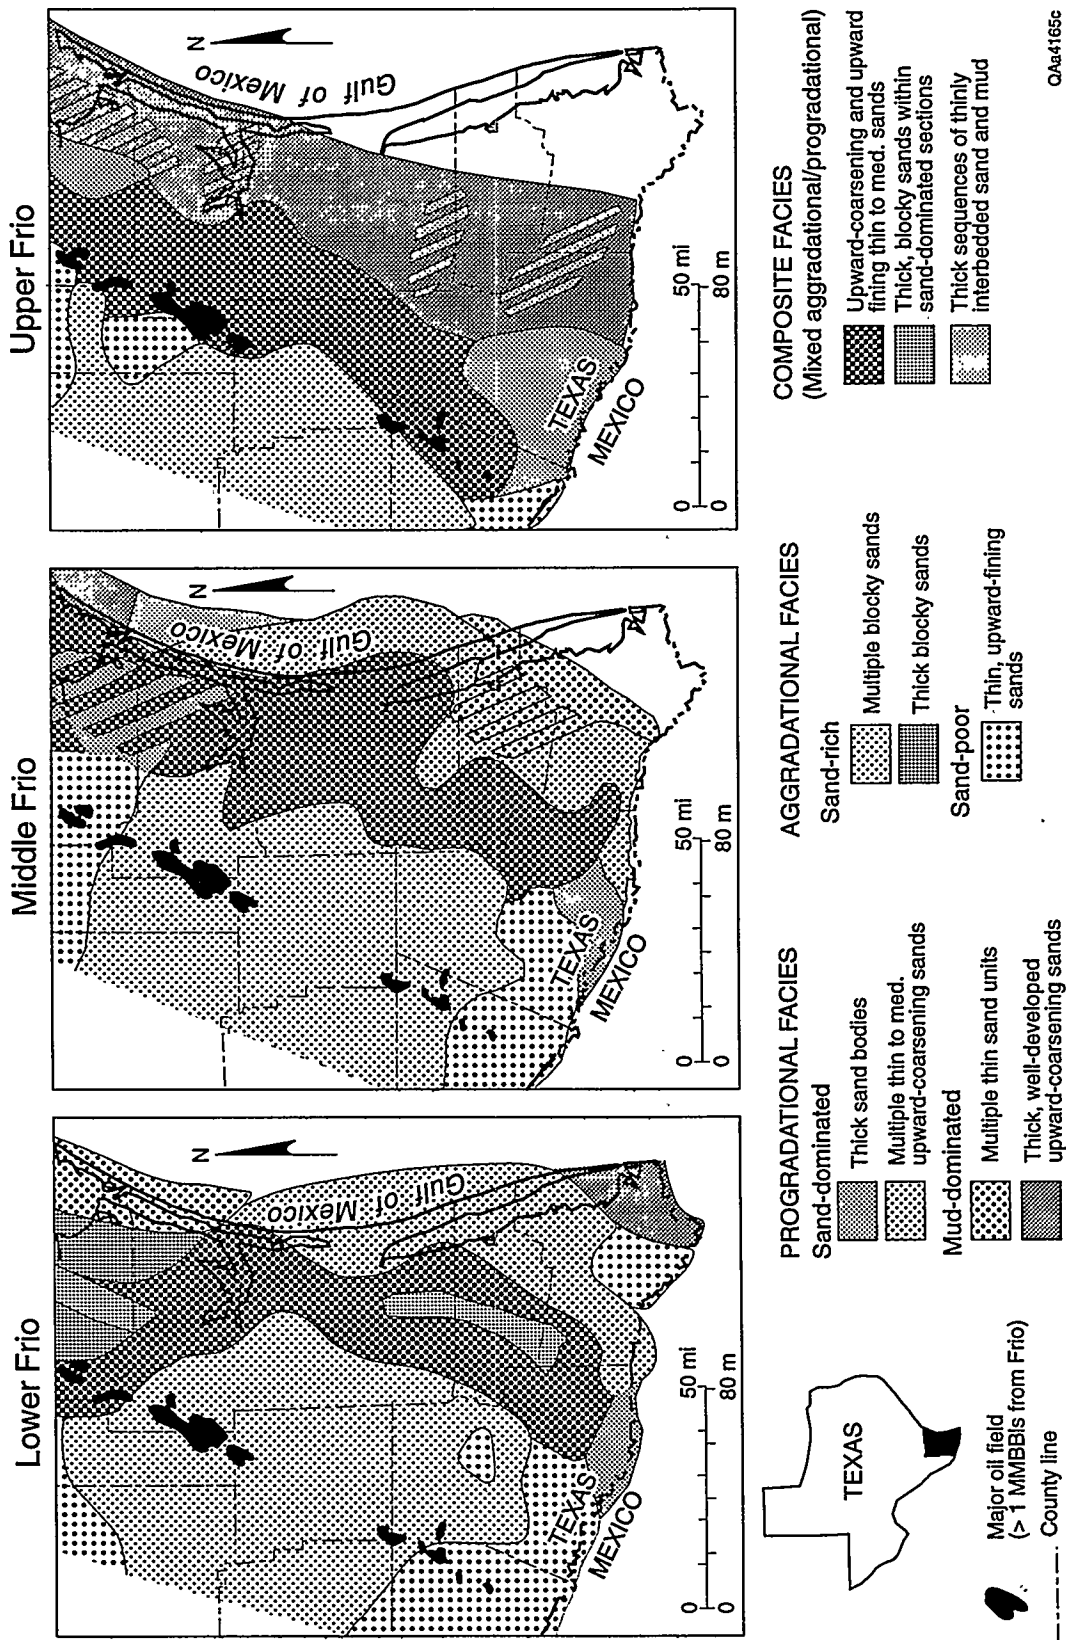 Lower Frio
N
Gulf of Mexico
TEXAS
MEXICO
0
50 mi
0
80 m
Middle Frio
N
Gulf of Mexico
TEXAS
MEXICO
0
50 mi
0
80 m
Upper Frio
N
Gulf of Mexico
TEXAS
MEXICO
0
50 mi
0
80 m
TEXAS
Major oil field
(> 1 MMBBls from Frio)
County line
PROGRADATIONAL FACIES
Sand-dominated
Thick sand bodies
Multiple thin to med.
upward-coarsening sands
Mud-dominated
Multiple thin sand units
Thick, well-developed
upward-coarsening sands
AGGRADATIONAL FACIES
Sand-rich
Multiple blocky sands
Thick blocky sands
Sand-poor
Thin, upward-fining
sands
COMPOSITE FACIES
(Mixed aggradational/progradational)
Upward-coarsening and upward
fining thin to med. sands
Thick, blocky sands within
sand-dominated sections
Thick sequences of thinly
interbedded sand and mud
QAa4165c